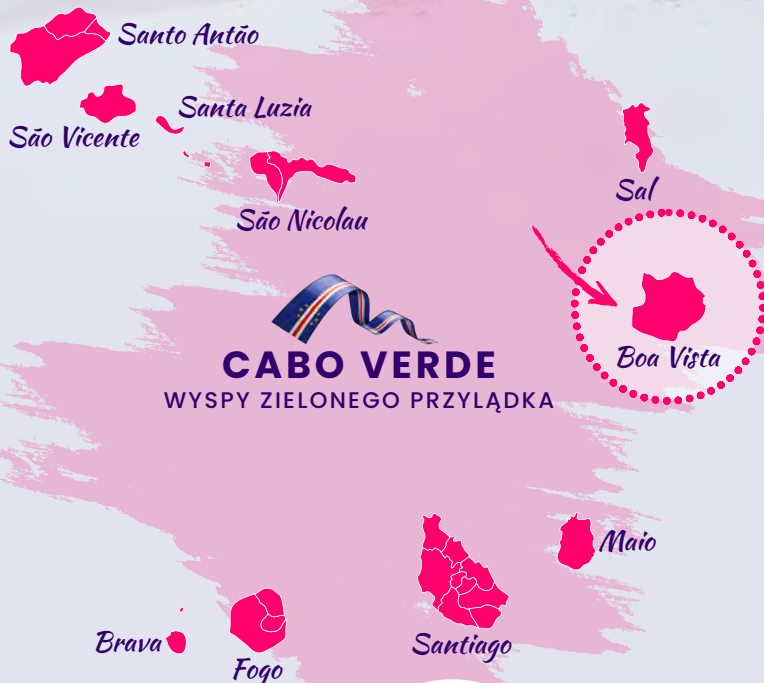 Santo Antão
Santa Luzia
São Vicente
Sal
São Nicolau
Boa Vista
CABO VERDE
WYSPY ZIELONEGO PRZYLĄDKA
Maio
Brava
Santiago
Fogo